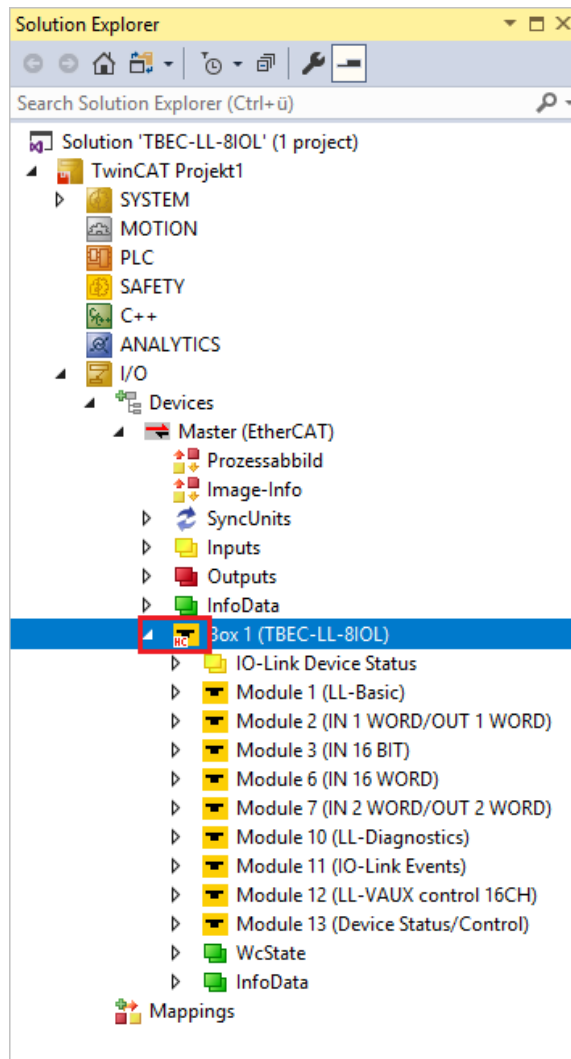 Solution Explorer
Search Solution Explorer (Ctrl+ü)
Solution 'TBEC-LL-8IOL' (1 project)
TwinCAT Projekt1
SYSTEM
MOTION
PLC
SAFETY
C++
ANALYTICS
I/O
Devices
Master (EtherCAT)
Prozessabbild
Image-Info
SyncUnits
Inputs
Outputs
InfoData
HC Box 1 (TBEC-LL-8IOL)
IO-Link Device Status
Module 1 (LL-Basic)
Module 2 (IN 1 WORD/OUT 1 WORD)
Module 3 (IN 16 BIT)
Module 6 (IN 16 WORD)
Module 7 (IN 2 WORD/OUT 2 WORD)
Module 10 (LL-Diagnostics)
Module 11 (IO-Link Events)
Module 12 (LL-VAUX control 16CH)
Module 13 (Device Status/Control)
WcState
InfoData
Mappings